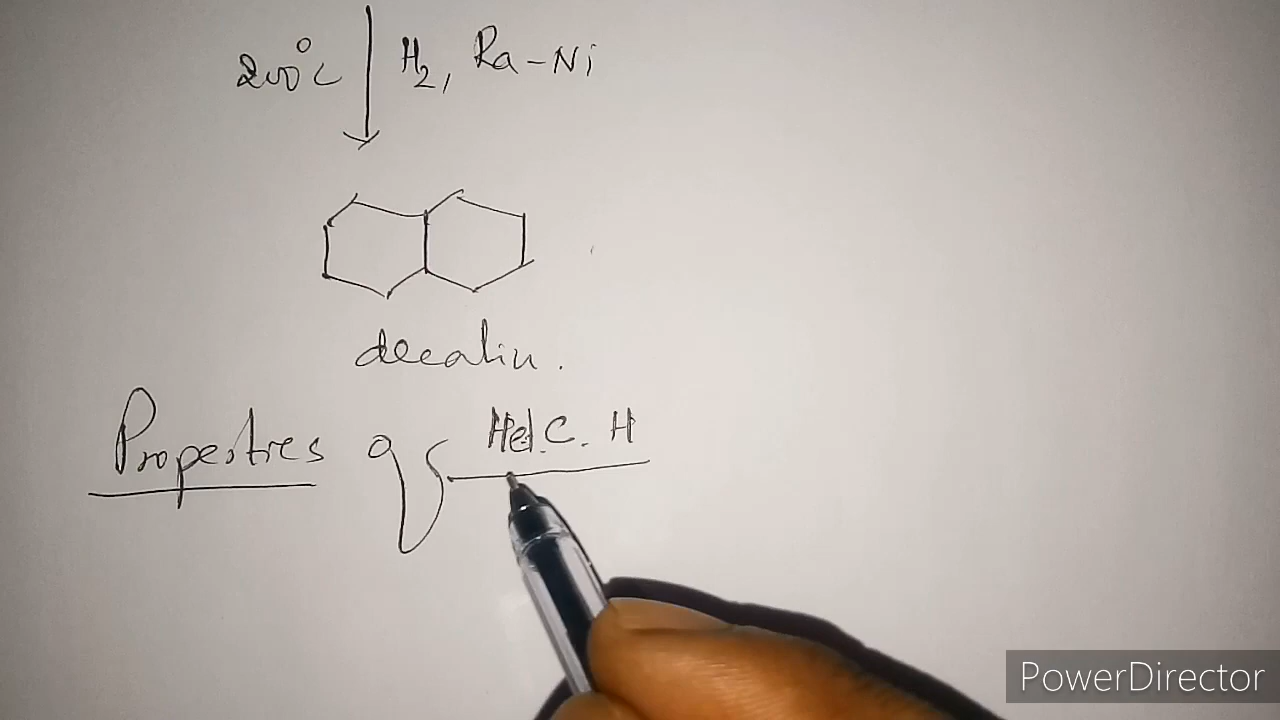 200°C H2, Ra-Ni
decalin.
Properties of Het.C.H
PowerDirector